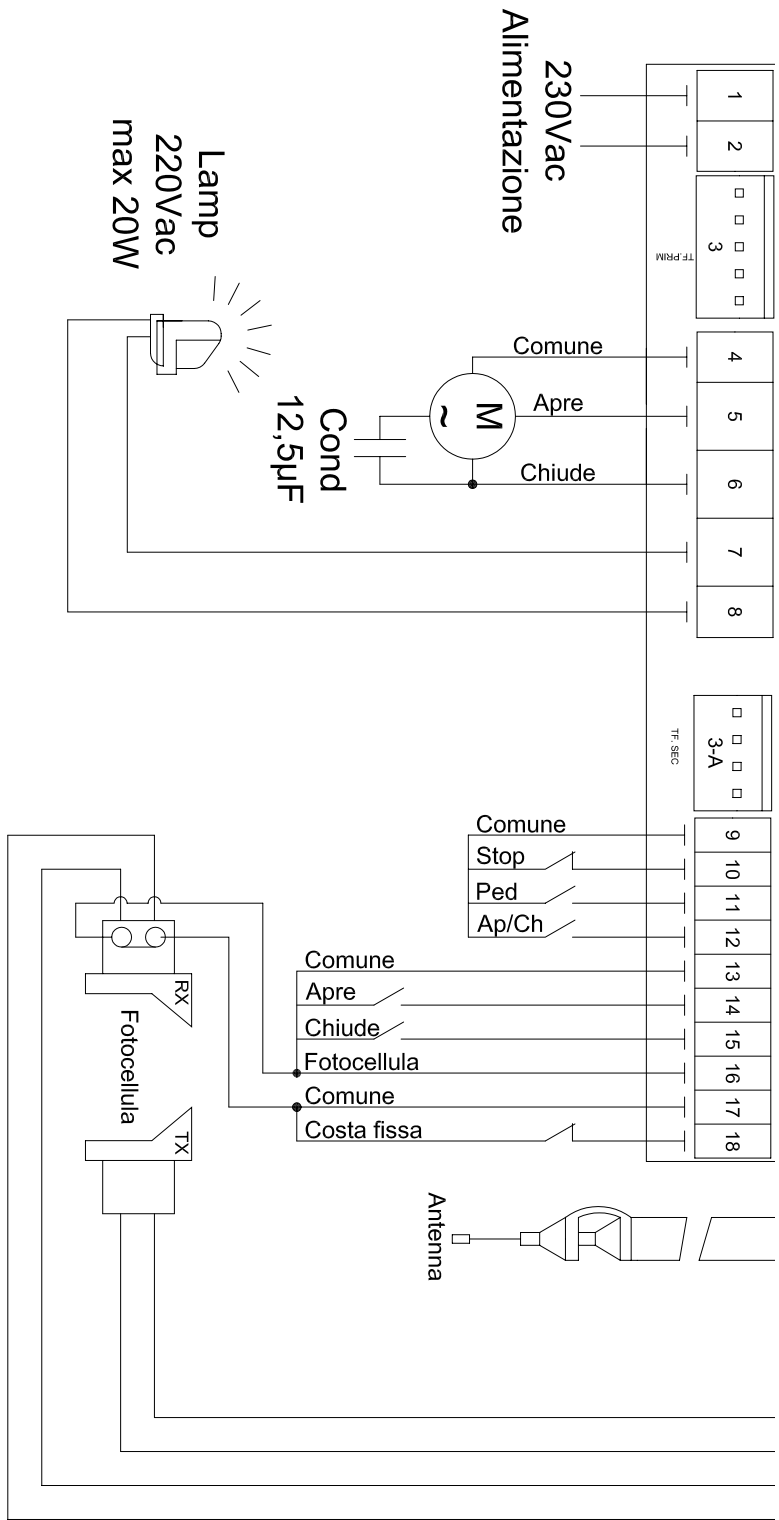 230Vac
Alimentazione
Lamp
220Vac
max 20W
Cond
12,5µF
M
~
Comune
Apre
Chiude
1
2
3
TF.PRIM
4
5
6
7
8
3-A
TF. SEC
9
10
11
12
13
14
15
16
17
18
Comune
Stop
Ped
Ap/Ch
Comune
Apre
Chiude
Fotocellula
Comune
Costa fissa
RX
Fotocellula
TX
Antenna